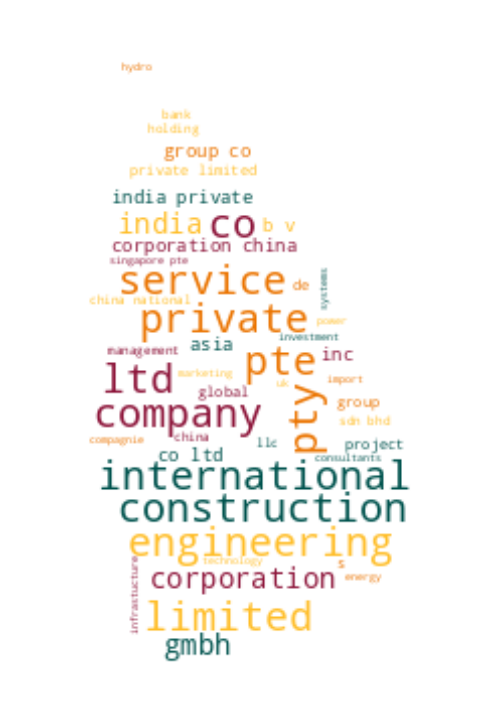 hydro
bank
holding
group co
private limited
india private
india co b v
corporation china
singapore pte
service de
systems
china national
private power
investment
asia
management pte inc
ltd marketing import
uk
global
company pty group
sdn bhd
compagnie china llc project
co ltd consultants
international
construction
engineering
technology s
infrastructure
corporation energy
limited
gmbh